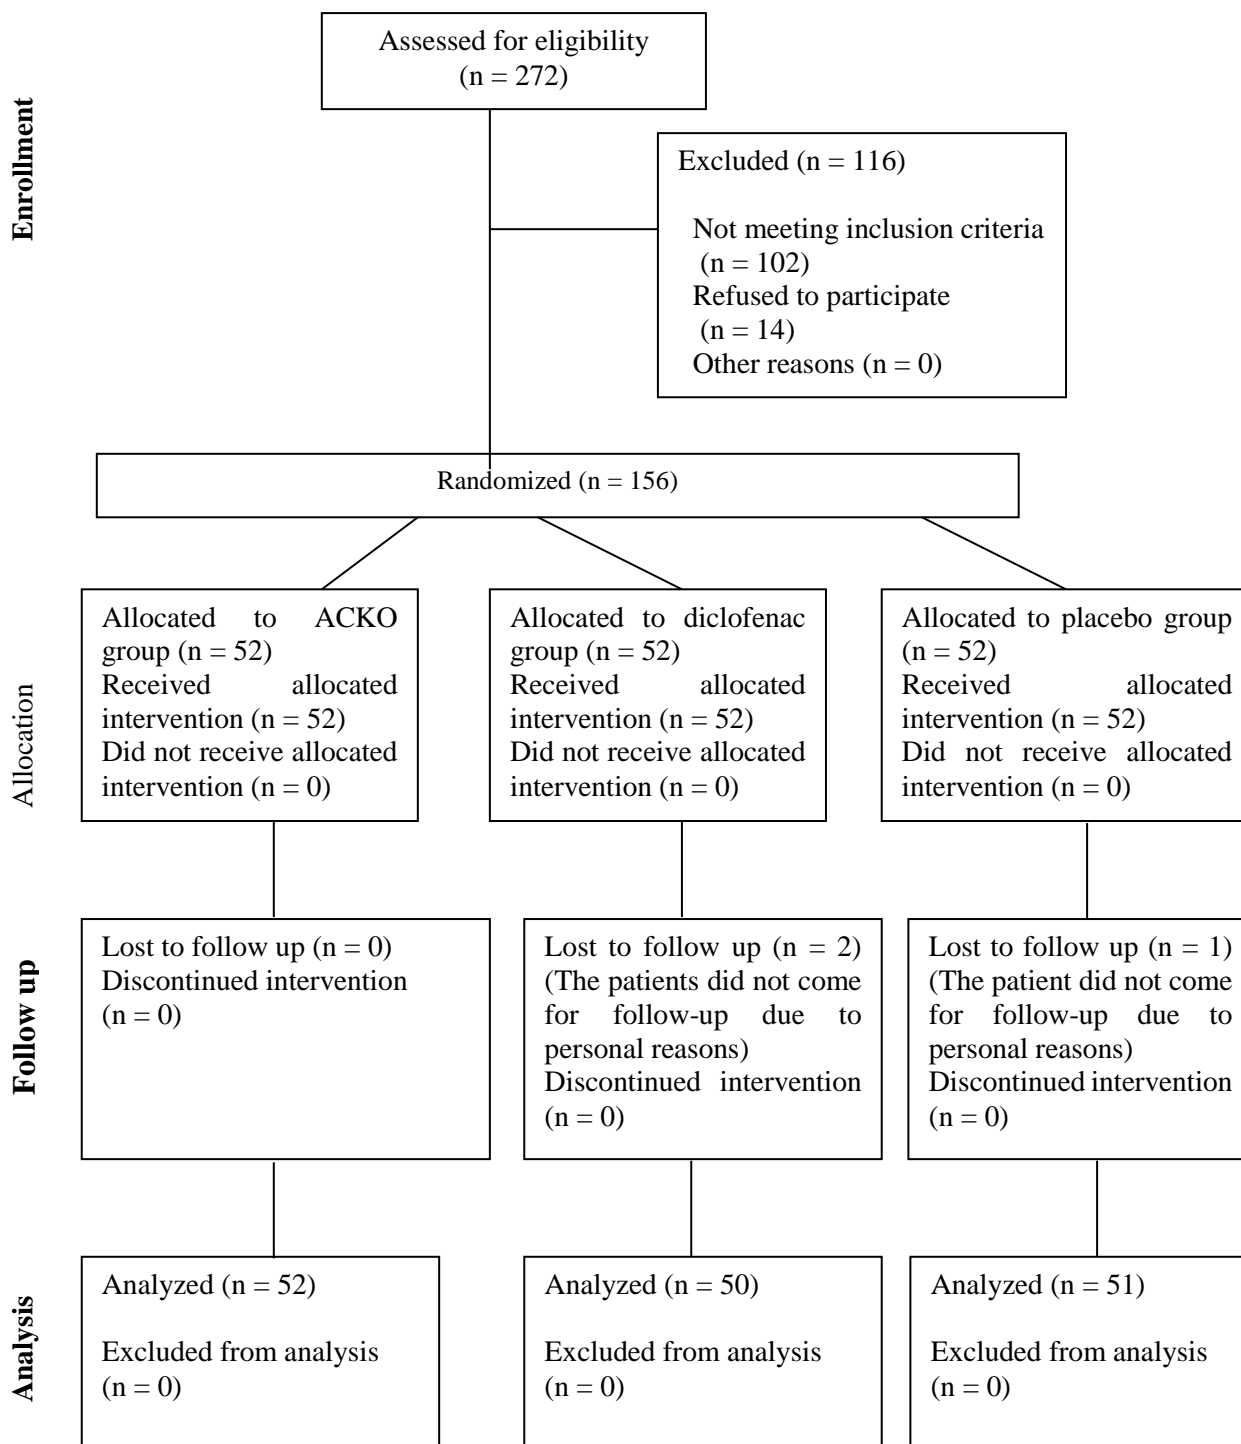 Assessed for eligibility
(n = 272)
Enrollment
Excluded (n = 116)
Not meeting inclusion criteria
(n = 102)
Refused to participate
(n = 14)
Other reasons (n = 0)
Randomized (n = 156)
Allocation
Allocated to ACKO
group (n = 52)
Received allocated
intervention (n = 52)
Did not receive allocated
intervention (n = 0)
Allocated to diclofenac
group (n = 52)
Received allocated
intervention (n = 52)
Did not receive allocated
intervention (n = 0)
Allocated to placebo group
(n = 52)
Received allocated
intervention (n = 52)
Did not receive allocated
intervention (n = 0)
Follow up
Lost to follow up (n = 0)
Discontinued intervention
(n = 0)
Lost to follow up (n = 2)
(The patients did not come
for follow-up due to
personal reasons)
Discontinued intervention
(n = 0)
Lost to follow up (n = 1)
(The patient did not come
for follow-up due to
personal reasons)
Discontinued intervention
(n = 0)
Analysis
Analyzed (n = 52)
Excluded from analysis
(n = 0)
Analyzed (n = 50)
Excluded from analysis
(n = 0)
Analyzed (n = 51)
Excluded from analysis
(n = 0)